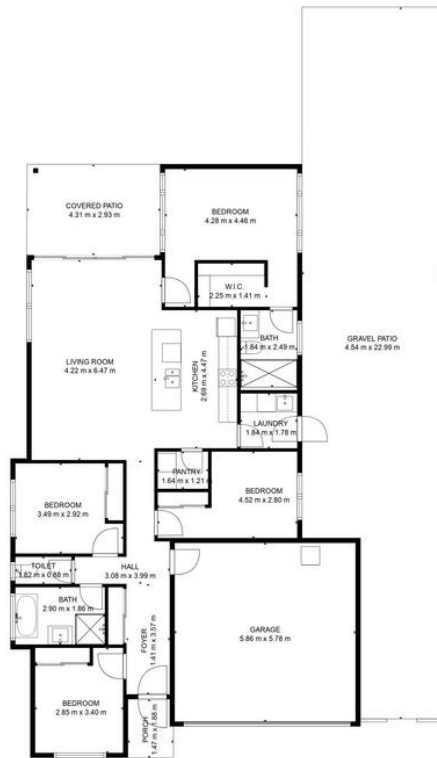 COVERED PATIO
4.31 m x 2.93 m
BEDROOM
4.28 m x 4.46 m
W.I.C.
2.25 m x 1.41 m
BATH
1.84 m x 2.49 m
GRAVEL PATIO
4.54 m x 22.99 m
LIVING ROOM
4.22 m x 6.47 m
KITCHEN
2.69 m x 4.47 m
LAUNDRY
1.84 m x 1.78 m
PANTRY
1.64 m x 1.21 m
BEDROOM
4.52 m x 2.80 m
BEDROOM
3.49 m x 2.92 m
TOILET
1.82 m x 0.88 m
HALL
3.08 m x 3.99 m
BATH
2.90 m x 1.86 m
FOYER
1.41 m x 3.57 m
GARAGE
5.86 m x 5.78 m
BEDROOM
2.85 m x 3.40 m
PORCH
1.47 m x 1.88 m